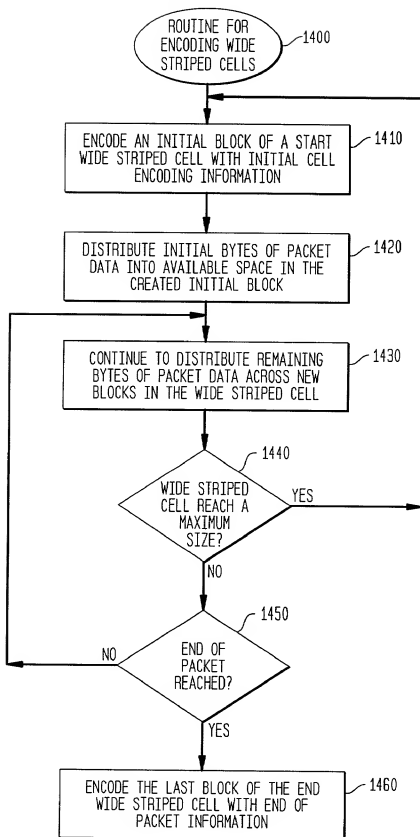 ROUTINE FOR
ENCODING WIDE
STRIPED CELLS
1400
ENCODE AN INITIAL BLOCK OF A START
WIDE STRIPED CELL WITH INITIAL CELL
ENCODING INFORMATION
1410
DISTRIBUTE INITIAL BYTES OF PACKET
DATA INTO AVAILABLE SPACE IN THE
CREATED INITIAL BLOCK
1420
CONTINUE TO DISTRIBUTE REMAINING
BYTES OF PACKET DATA ACROSS NEW
BLOCKS IN THE WIDE STRIPED CELL
1430
1440
WIDE STRIPED
CELL REACH A
MAXIMUM
SIZE?
YES
NO
1450
END OF
PACKET
REACHED?
NO
YES
ENCODE THE LAST BLOCK OF THE END
WIDE STRIPED CELL WITH END OF
PACKET INFORMATION
1460